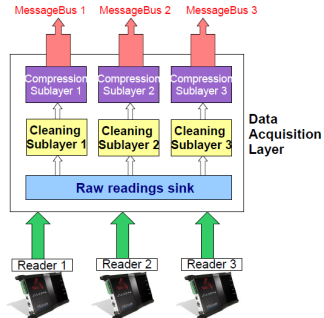 MessageBus 1 MessageBus 2 MessageBus 3
Compression Sublayer 1
Compression Sublayer 2
Compression Sublayer 3
Cleaning Sublayer 1
Cleaning Sublayer 2
Cleaning Sublayer 3
Data
Acquisition
Layer
Raw readings sink
Reader 1 Reader 2 Reader 3